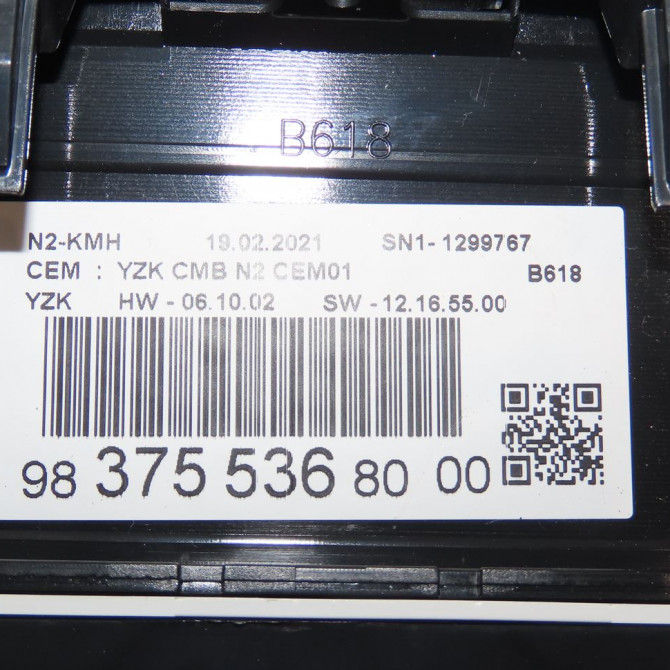 B618
N2-KMH 19.02.2021 SN1- 1299767
CEM : YZK CMB N2 CEM01 B618
YZK HW - 06.10.02 SW - 12.16.55.00
98 375 536 80 00